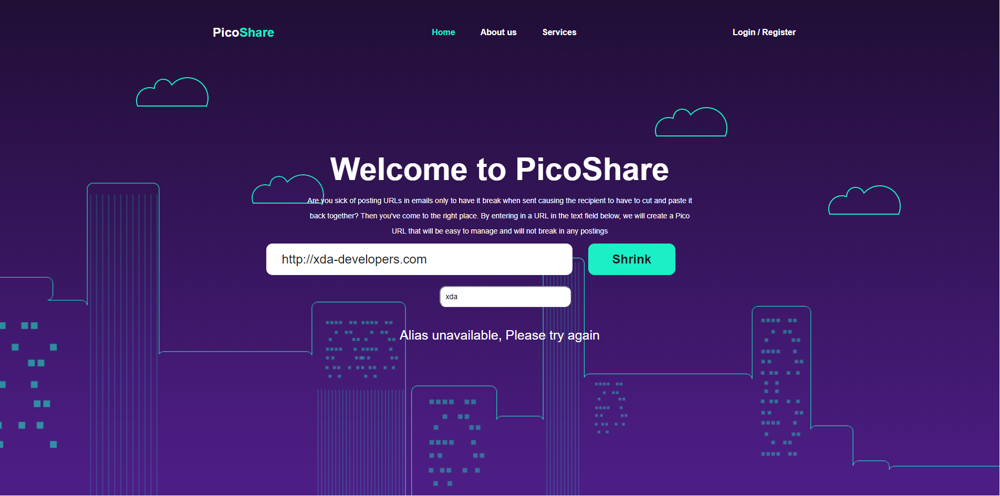 PicoShare
Home
About us
Services
Login / Register
Welcome to PicoShare
Are you sick of posting URLs in emails only to have it break when sent causing the recipient to have to cut and paste it
back together? Then you've come to the right place. By entering in a URL in the text field below, we will create a Pico
URL that will be easy to manage and will not break in any postings
http://xda-developers.com
Shrink
xda
Alias unavailable, Please try again